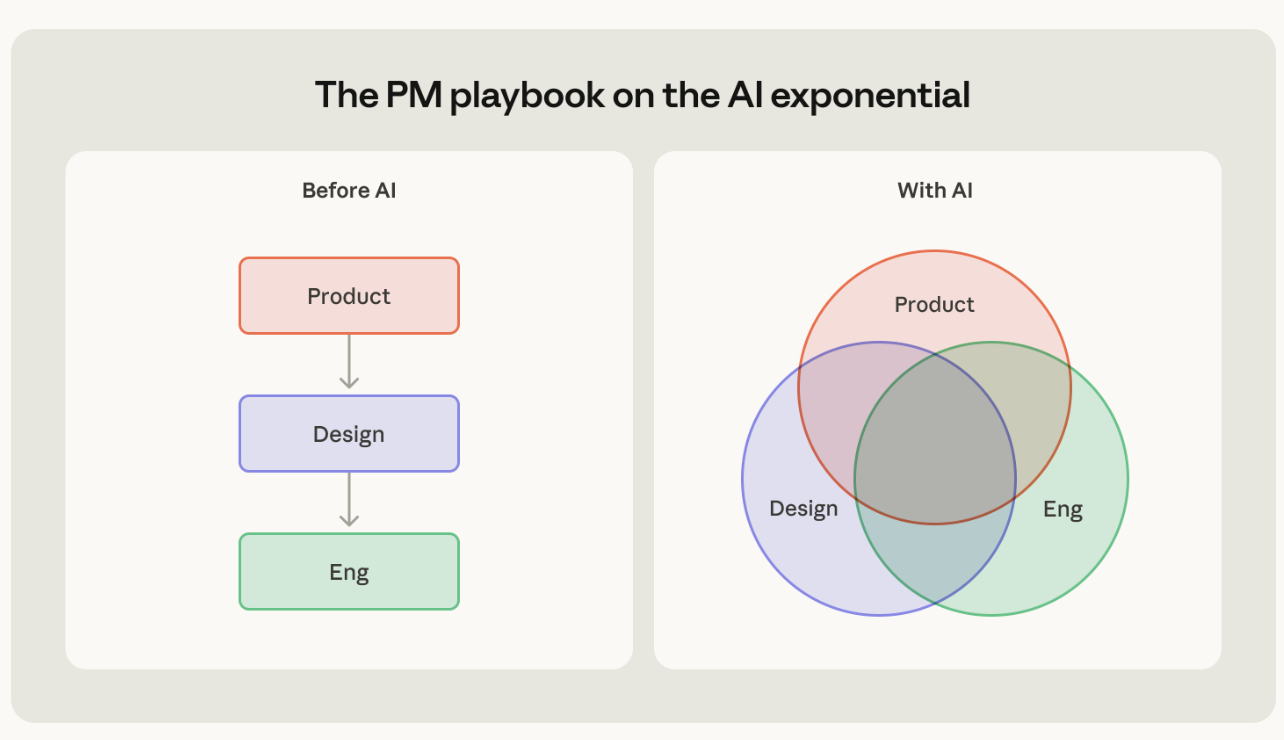 The PM playbook on the AI exponential
Before AI
Product
Design
Eng
With AI
Product
Design
Eng